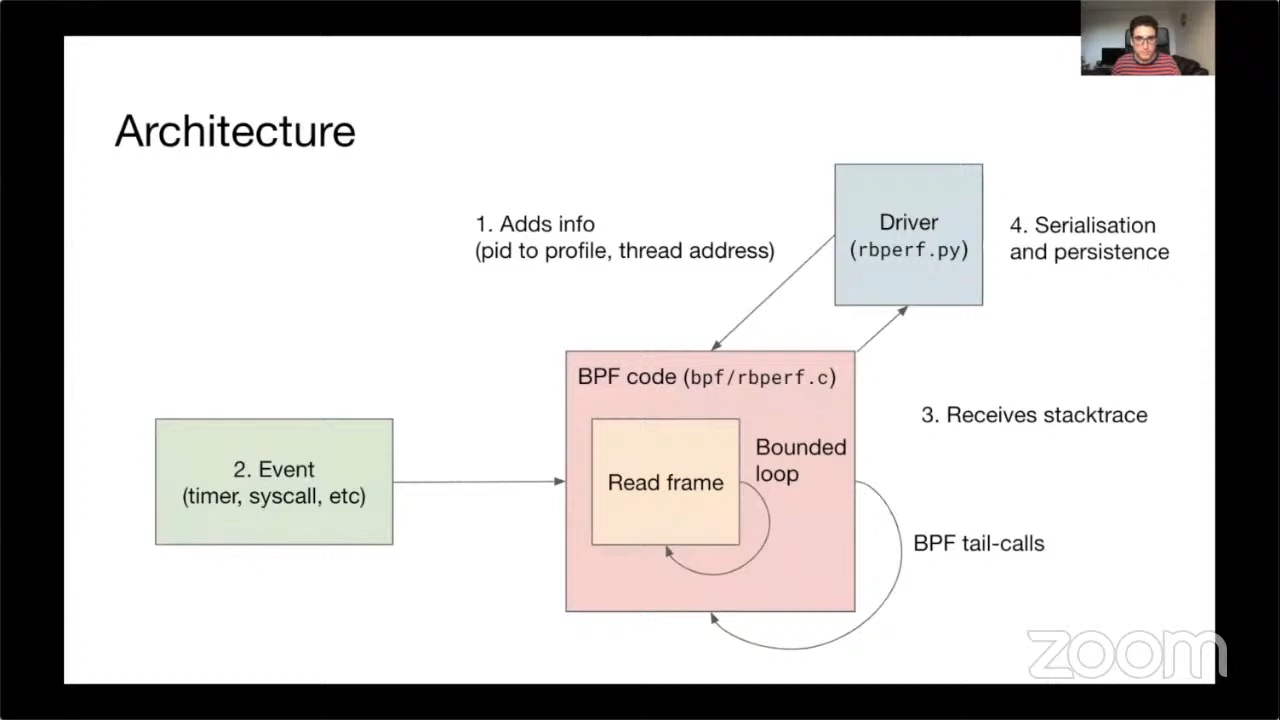 Architecture
1. Adds info
(pid to profile, thread address)
Driver
(rbperf.py)
4. Serialisation
and persistence
BPF code (bpf/rbperf.c)
3. Receives stacktrace
Bounded
loop
Read frame
2. Event
(timer, syscall, etc)
BPF tail-calls
zoom